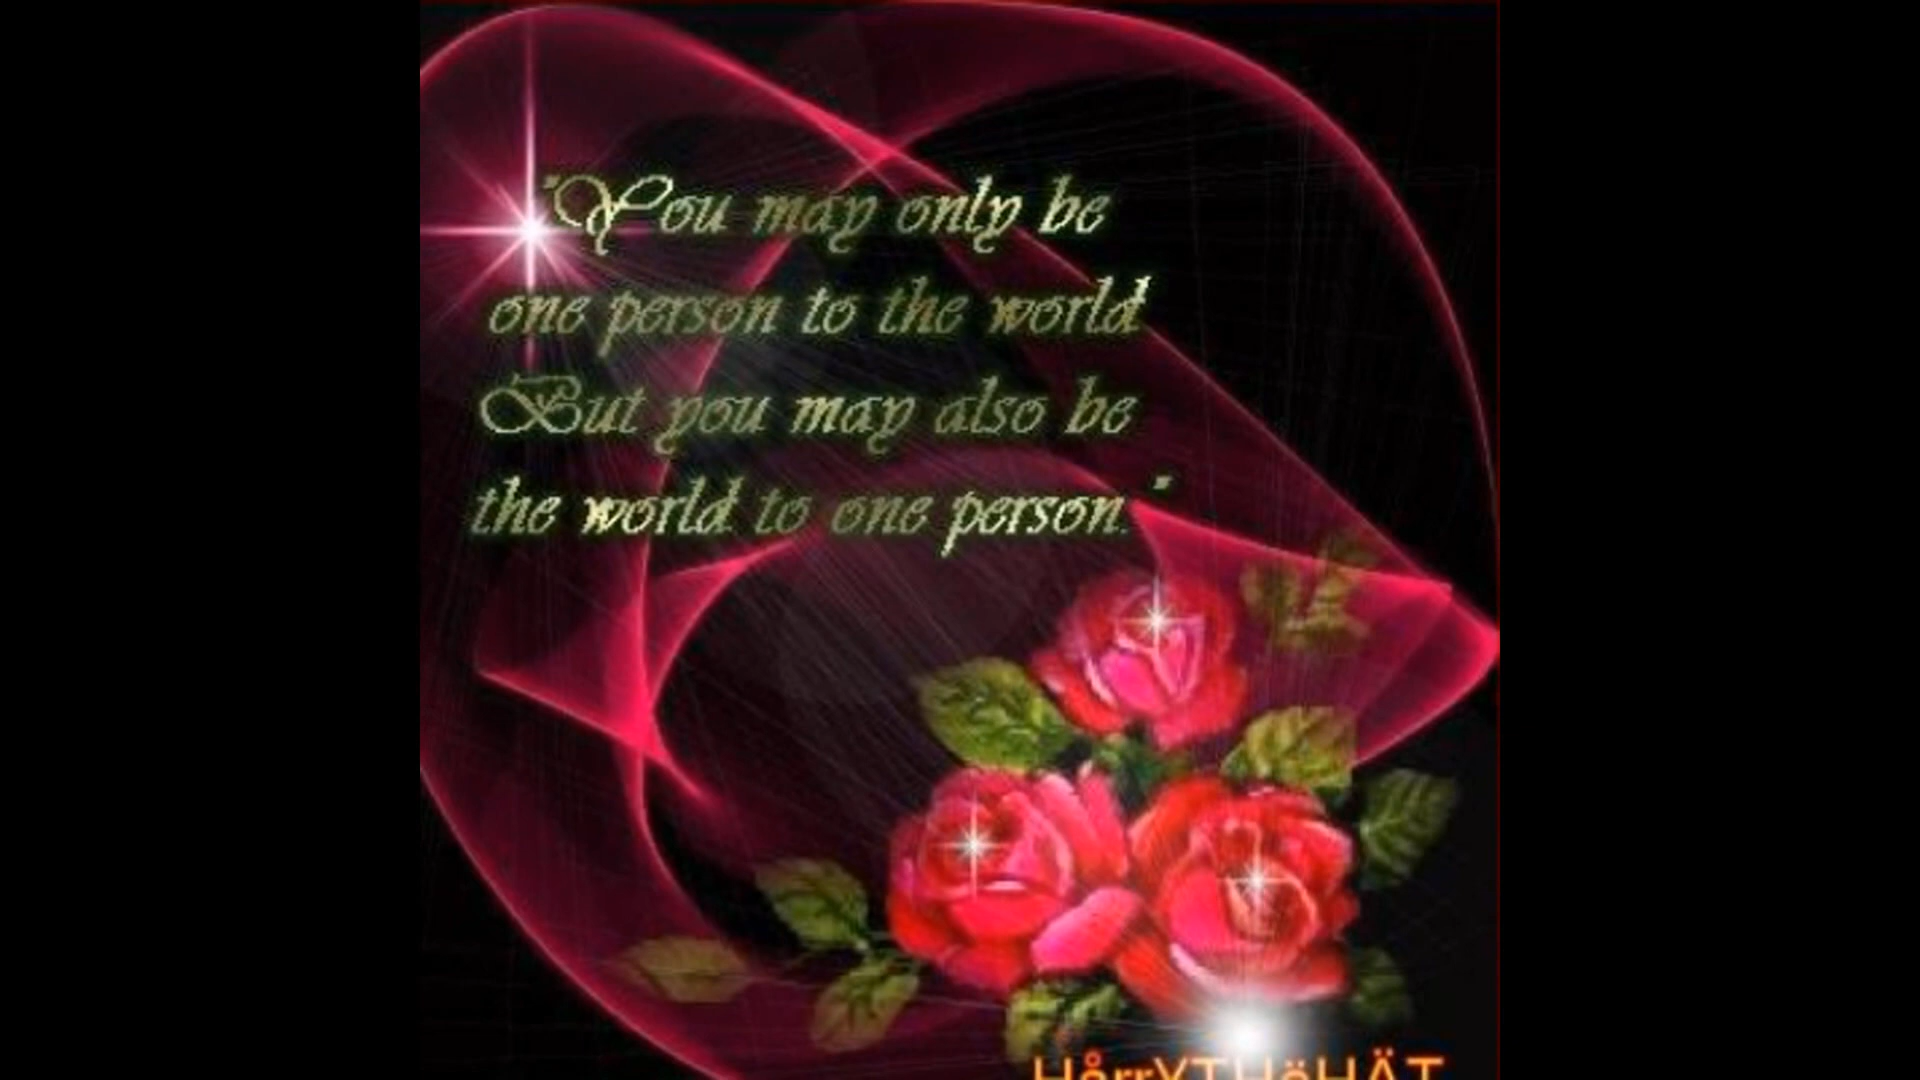 "You may only be
one person to the world
But you may also be
the world to one person."
HårrYTHëHÄT